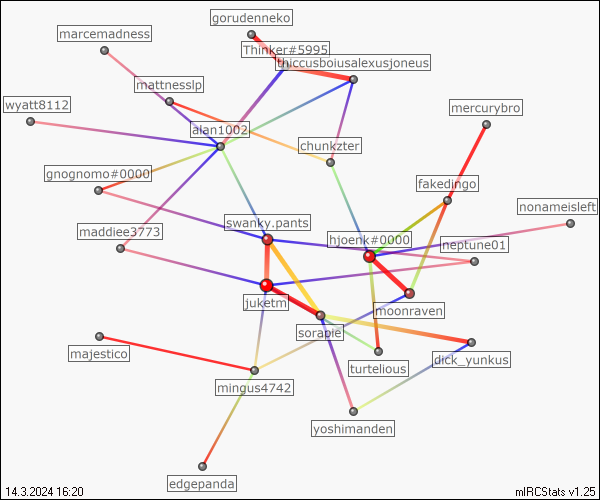 gorudenneko
marcemadness
Thinker#5995
thiccusboiusalexusjoneus
mattnesslp
wyatt8112
mercurybro
alan1002
chunkzter
gnognomo#0000
fakedingo
nonameisleft
swanky.pants
maddiee3773
hjoenk#0000
neptune01
juketm
moonraven
sorapie
majestico
dick_yunkus
turtelious
mingus4742
yoshimanden
edgepanda
14.3.2024 16:20
mIRCStats v1.25